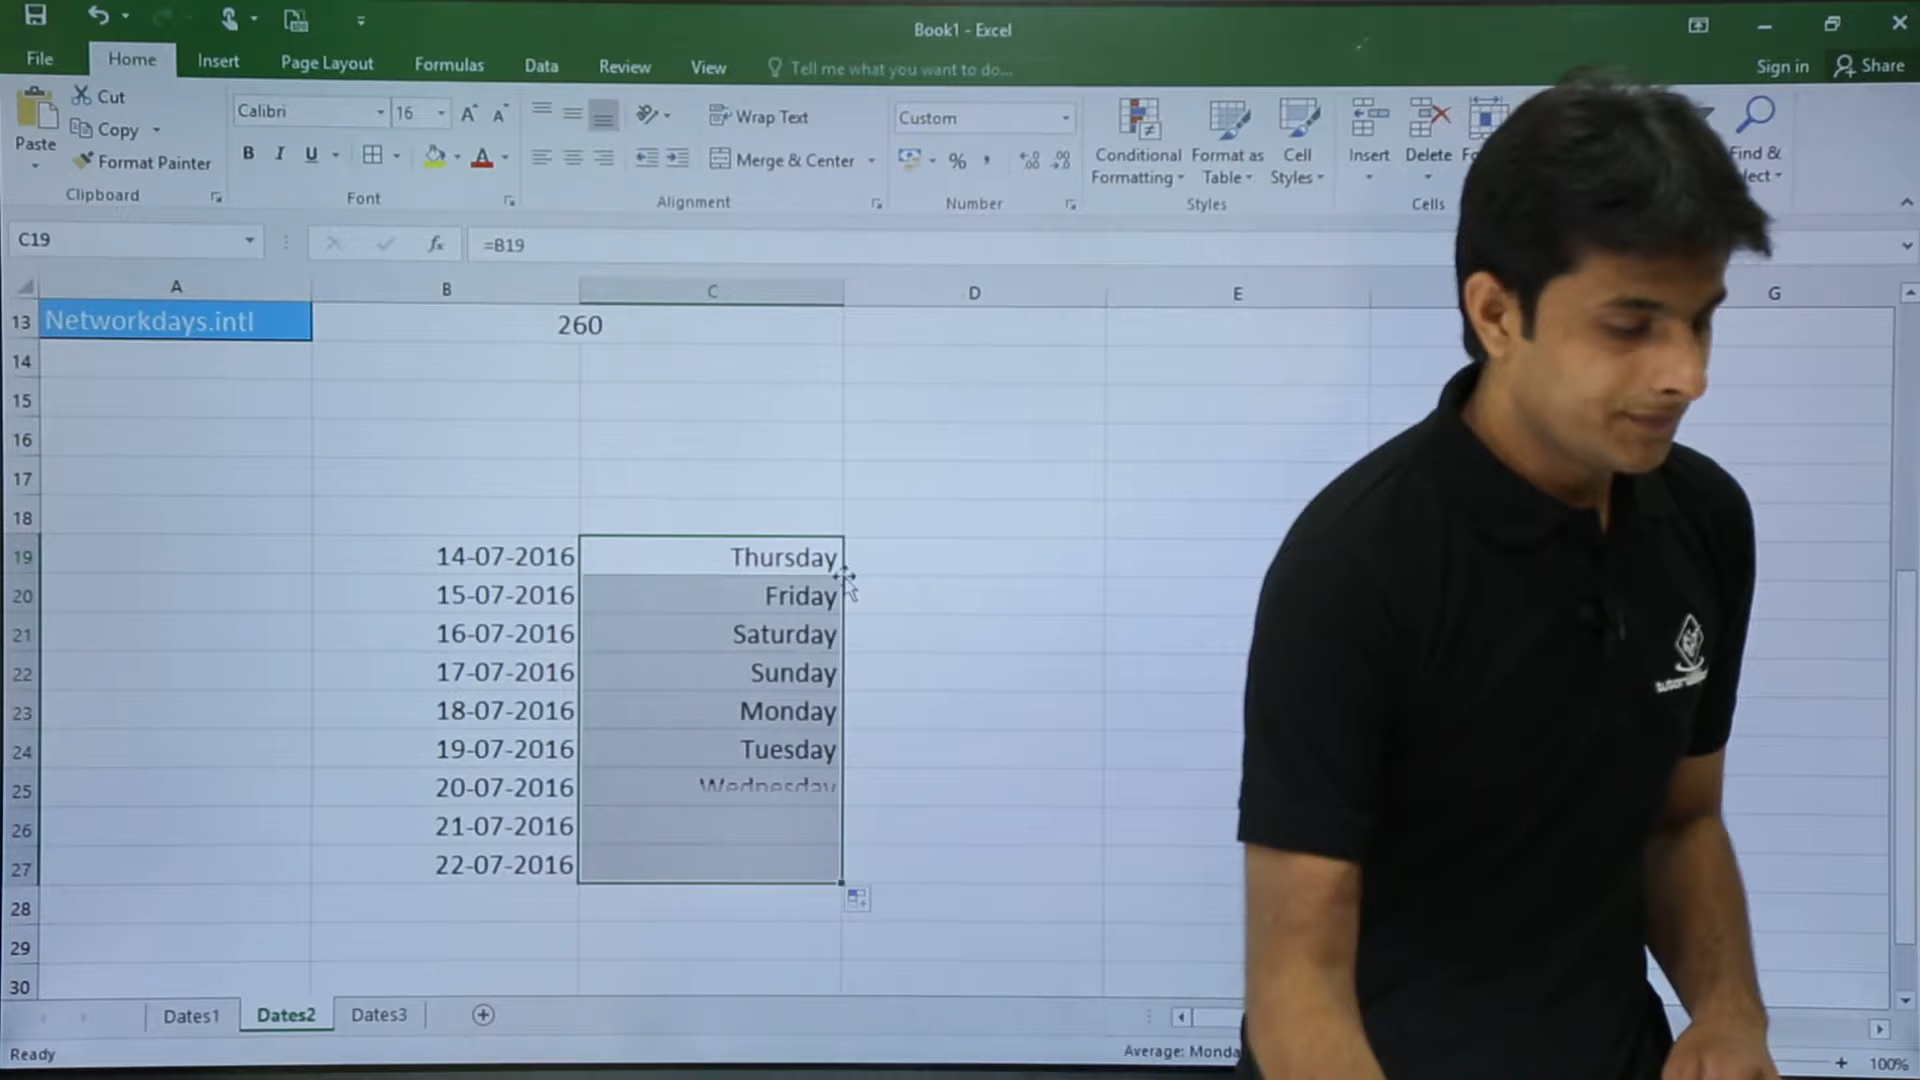 Book1 - Excel
File Home Insert Page Layout Formulas Data Review View Tell me what you want to do... Sign in Share
Paste
Cut
Copy
Format Painter
Clipboard
Calibri 16
B I U
Font
Wrap Text
Merge & Center
Alignment
Custom
%
Number
Conditional Formatting
Format as Table
Cell Styles
Styles
Insert Delete
Cells
Find &
C19 fx =B19
A B C D E G
13 Networkdays.intl 260
14
15
16
17
18
19 14-07-2016 Thursday
20 15-07-2016 Friday
21 16-07-2016 Saturday
22 17-07-2016 Sunday
23 18-07-2016 Monday
24 19-07-2016 Tuesday
25 20-07-2016 Wednesday
26 21-07-2016
27 22-07-2016
28
29
30
Dates1 Dates2 Dates3
Ready Average: Monda 100%